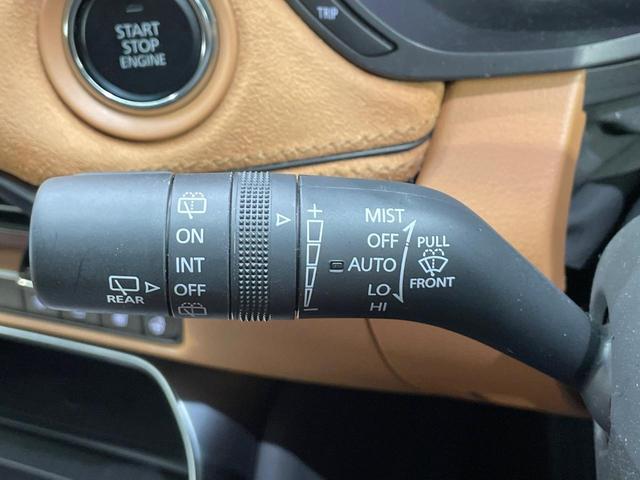 START
STOP
ENGINE
TRIP
ON
INT
OFF
REAR
+
-
MIST
OFF
AUTO
LO
HI
PULL
FRONT